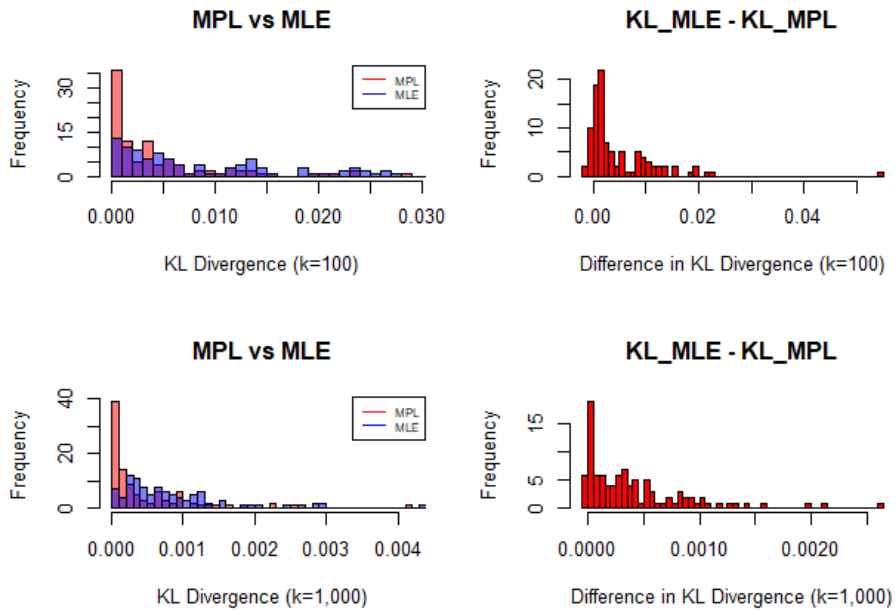 MPL vs MLE
Frequency
0 15 30
MPL
MLE
0.000 0.010 0.020 0.030
KL Divergence (k=100)
KL_MLE - KL_MPL
Frequency
0 5 10 20
0.00 0.02 0.04
Difference in KL Divergence (k=100)
MPL vs MLE
Frequency
0 20 40
MPL
MLE
0.000 0.001 0.002 0.003 0.004
KL Divergence (k=1,000)
KL_MLE - KL_MPL
Frequency
0 5 15
0.0000 0.0010 0.0020
Difference in KL Divergence (k=1,000)